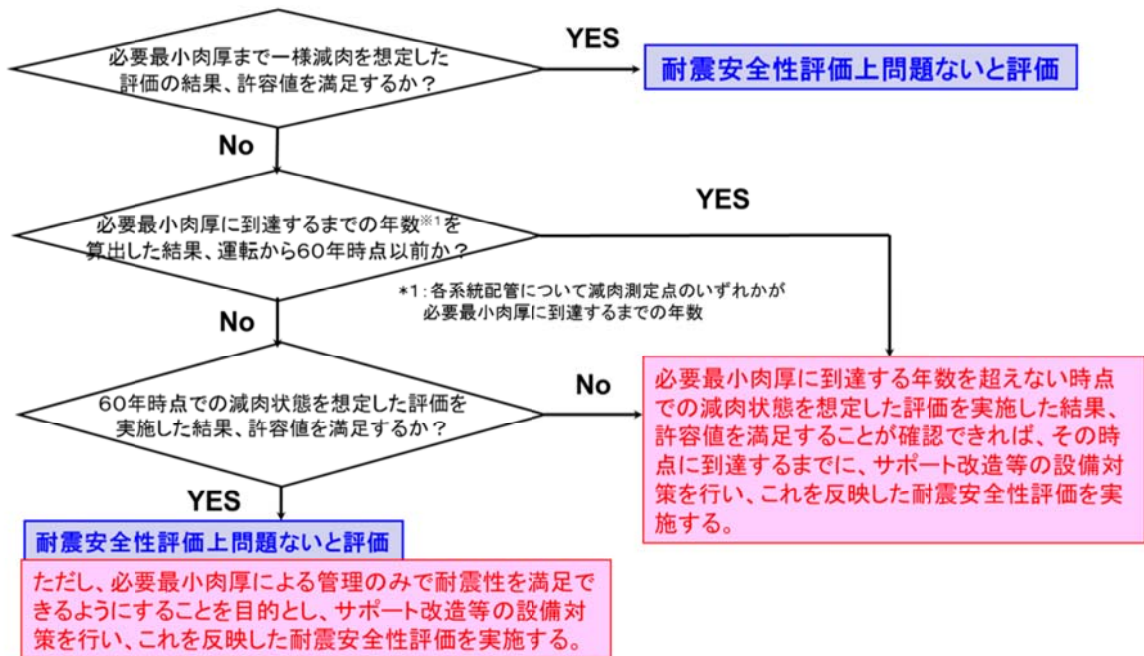 必要最小肉厚まで一様減肉を想定した
評価の結果、許容値を満足するか？
YES
耐震安全性評価上問題ないと評価
No
必要最小肉厚に到達するまでの年数※1を
算出した結果、運転から60年時点以前か？
YES
*1：各系統配管について減肉測定点のいずれかが
必要最小肉厚に到達するまでの年数
No
60年時点での減肉状態を想定した評価を
実施した結果、許容値を満足するか？
No
必要最小肉厚に到達する年数を超えない時点
での減肉状態を想定した評価を実施した結果、
許容値を満足することが確認できれば、その時
点に到達するまでに、サポート改造等の設備対
策を行い、これを反映した耐震安全性評価を実
施する。
YES
耐震安全性評価上問題ないと評価
ただし、必要最小肉厚による管理のみで耐震性を満足で
きるようにすることを目的とし、サポート改造等の設備対
策を行い、これを反映した耐震安全性評価を実施する。